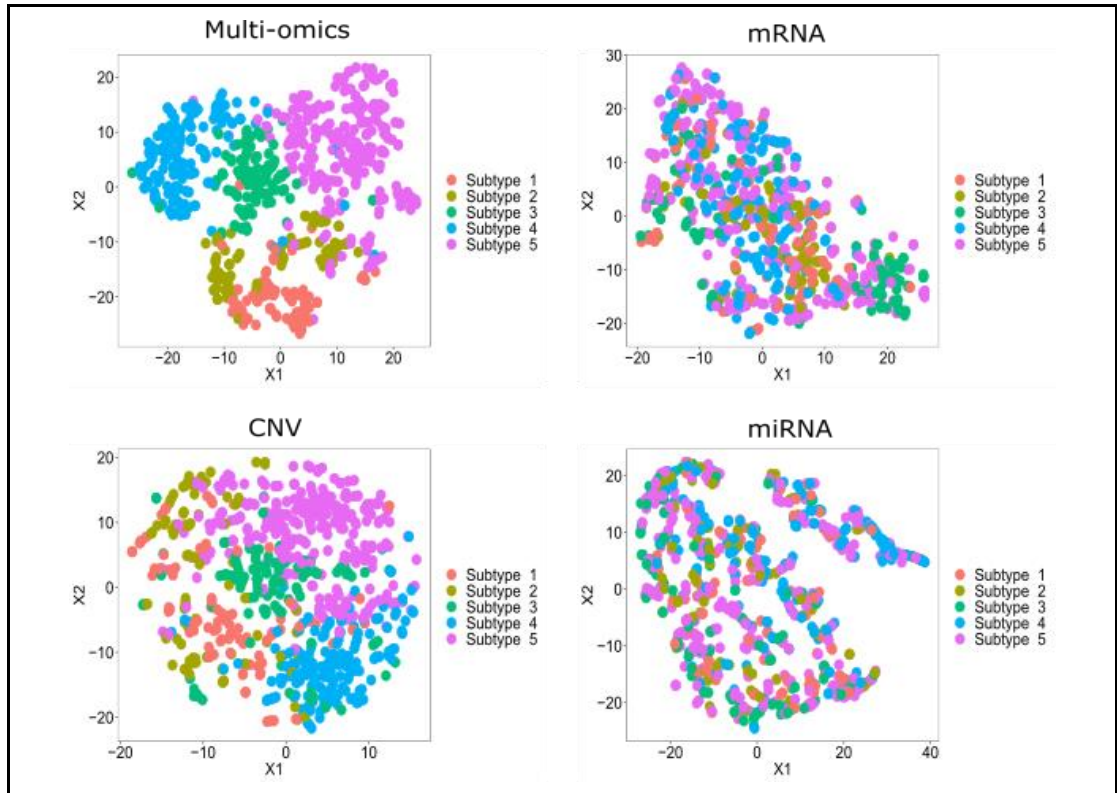 Multi-omics
20
10
0
−10
−20
X2
−20 −10 0 10 20
X1
Subtype 1
Subtype 2
Subtype 3
Subtype 4
Subtype 5
mRNA
30
20
10
0
−10
−20
X2
−20 −10 0 10 20
X1
Subtype 1
Subtype 2
Subtype 3
Subtype 4
Subtype 5
CNV
20
10
0
−10
−20
X2
−20 −10 0 10
X1
Subtype 1
Subtype 2
Subtype 3
Subtype 4
Subtype 5
miRNA
20
10
0
−10
−20
X2
−20 0 20 40
X1
Subtype 1
Subtype 2
Subtype 3
Subtype 4
Subtype 5